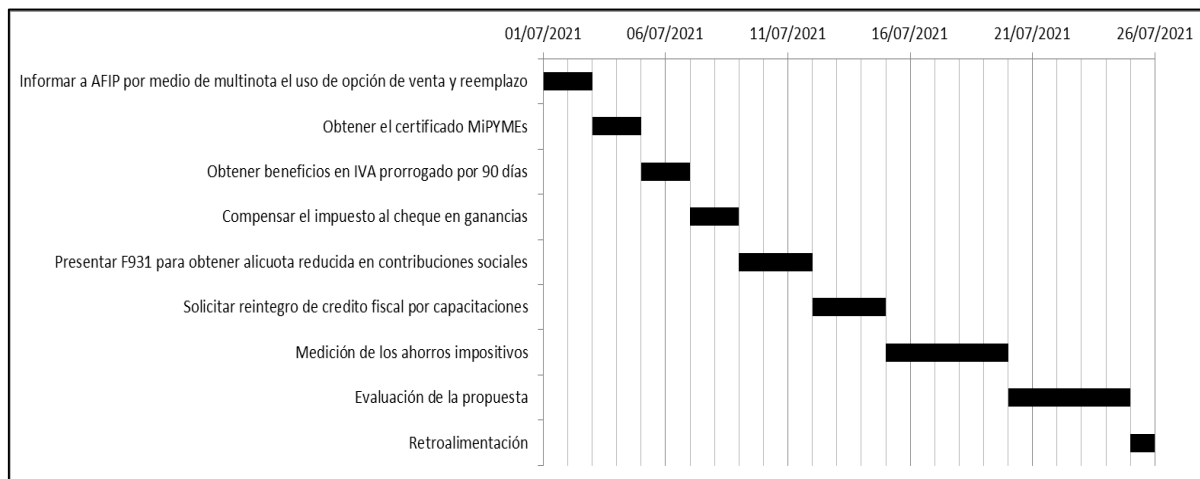 01/07/2021 06/07/2021 11/07/2021 16/07/2021 21/07/2021 26/07/2021
Informar a AFIP por medio de multinota el uso de opción de venta y reemplazo
Obtener el certificado MiPYMEs
Obtener beneficios en IVA prorrogado por 90 días
Compensar el impuesto al cheque en ganancias
Presentar F931 para obtener alicuota reducida en contribuciones sociales
Solicitar reintegro de credito fiscal por capacitaciones
Medición de los ahorros impositivos
Evaluación de la propuesta
Retroalimentación